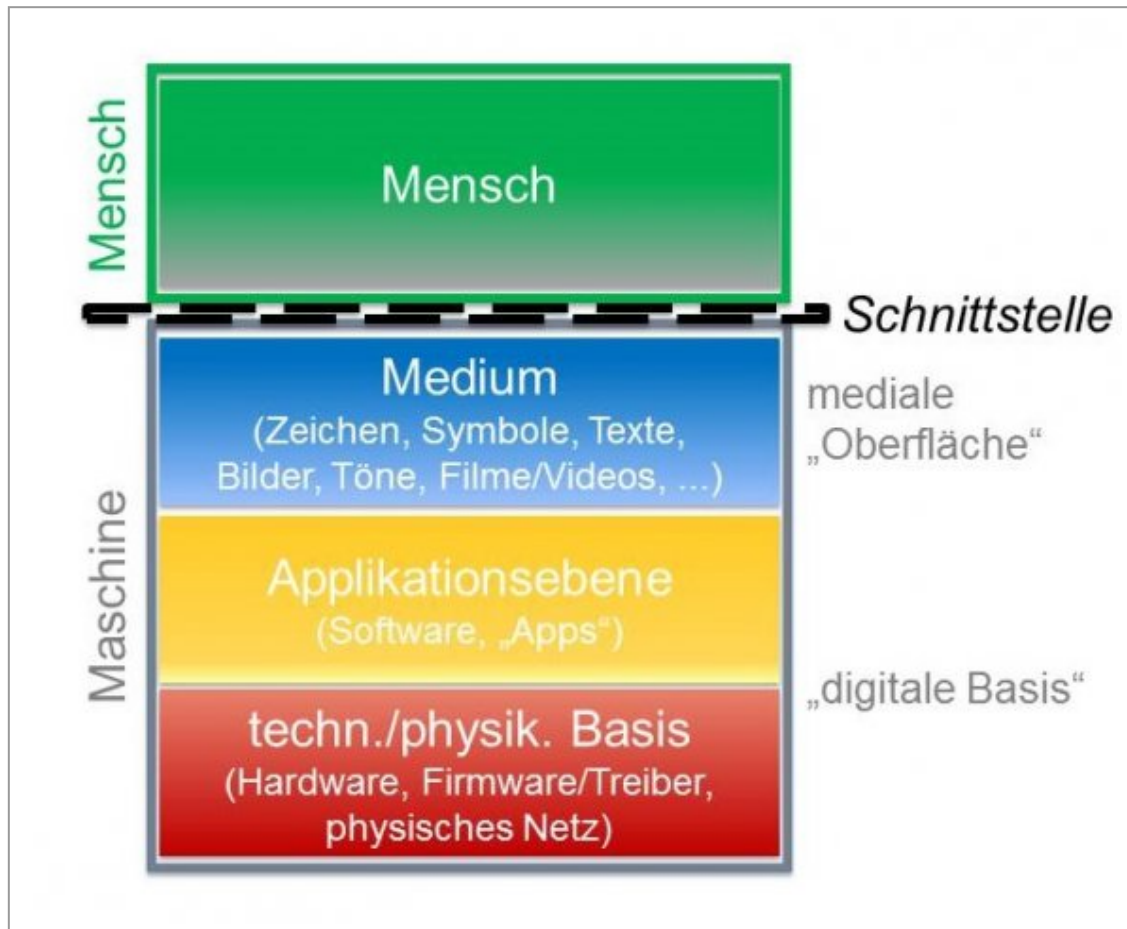 Mensch
Mensch
Schnittstelle
Medium
(Zeichen, Symbole, Texte,
Bilder, Töne, Filme/Videos, ...)
mediale
„Oberfläche“
Maschine
Applikationsebene
(Software, „Apps“)
„digitale Basis“
techn./physik. Basis
(Hardware, Firmware/Treiber,
physisches Netz)